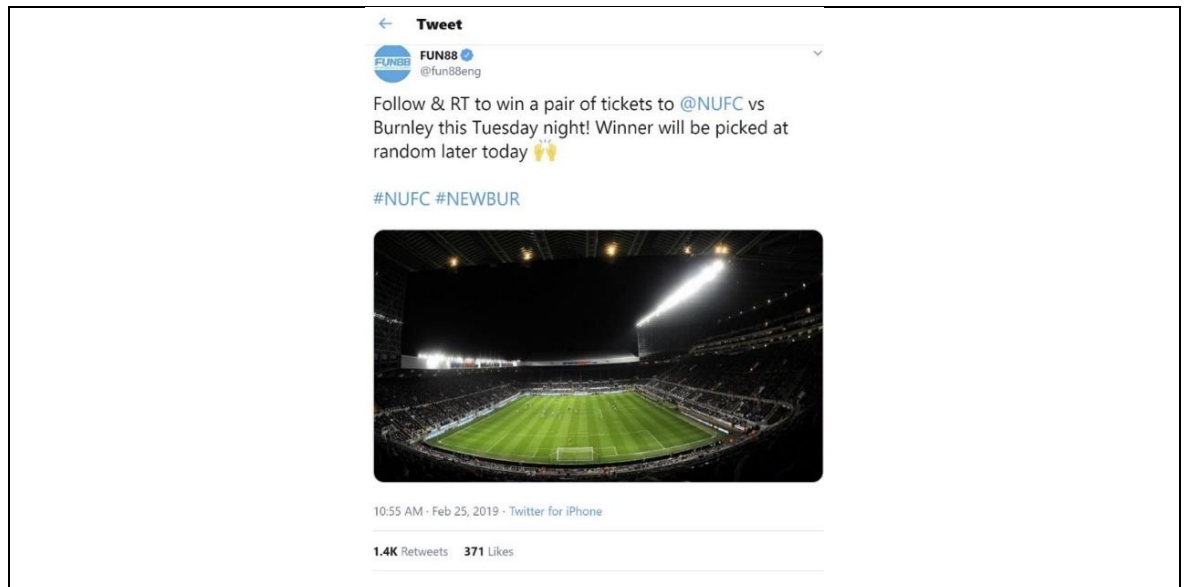 ← Tweet
FUN88
FUN88
@fun88eng
Follow & RT to win a pair of tickets to @NUFC vs
Burnley this Tuesday night! Winner will be picked at
random later today 🙌
#NUFC #NEWBUR
10:55 AM · Feb 25, 2019 · Twitter for iPhone
1.4K Retweets 371 Likes